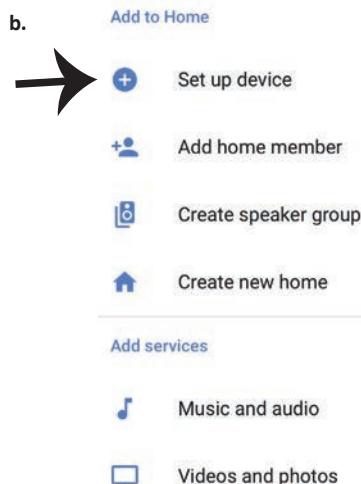 b.
Add to Home
Set up device
Add home member
Create speaker group
Create new home
Add services
Music and audio
Videos and photos